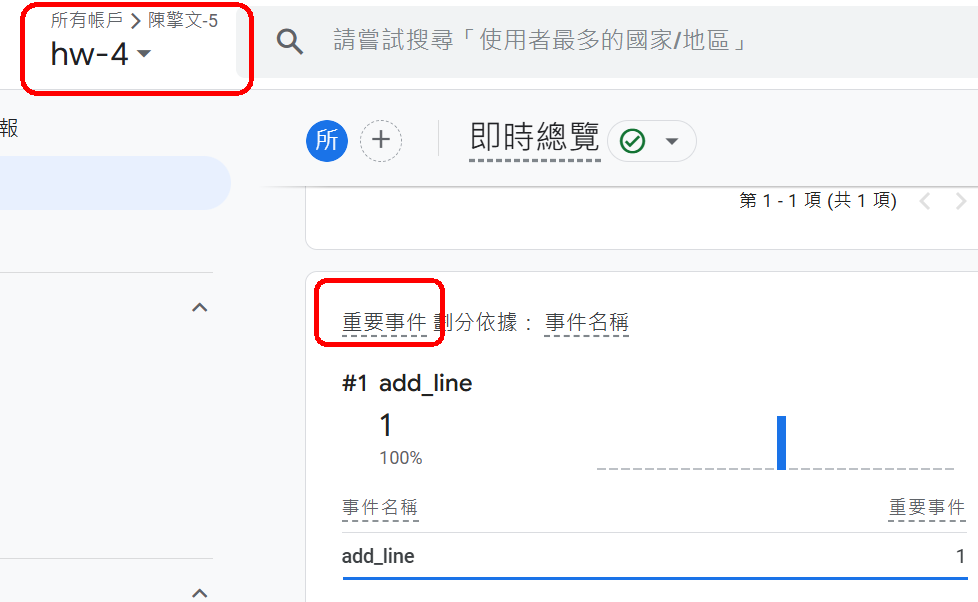 所有帳戶 > 陳擎文-5
hw-4
請嘗試搜尋「使用者最多的國家/地區」
報
所
即時總覽
第 1 - 1 項 (共 1 項)
重要事件 劃分依據： 事件名稱
#1 add_line
1
100%
事件名稱 重要事件
add_line 1